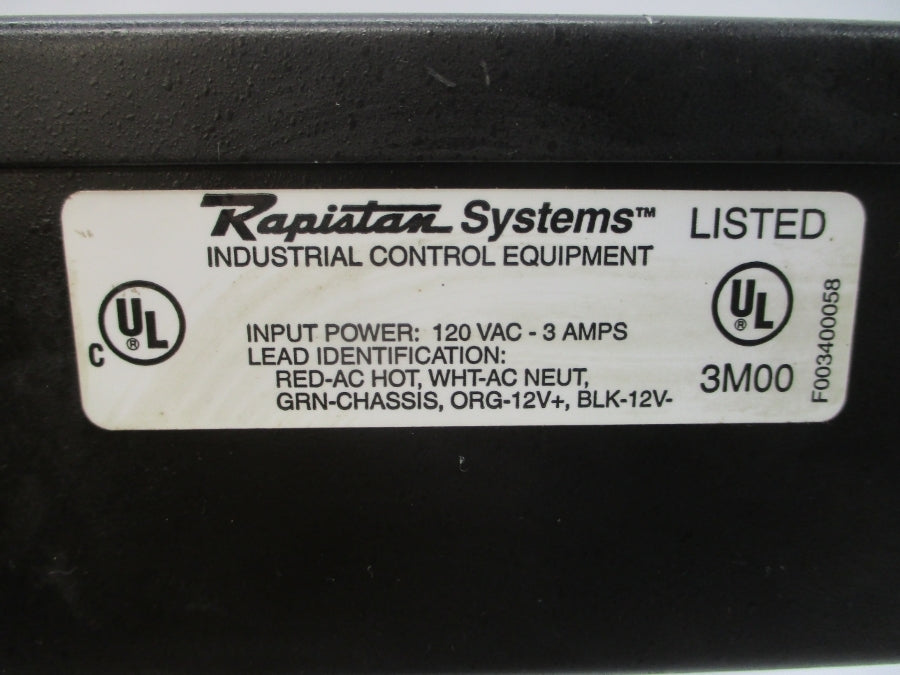 Rapistan Systems™
INDUSTRIAL CONTROL EQUIPMENT
LISTED
C UL ®
UL ®
INPUT POWER: 120 VAC - 3 AMPS
LEAD IDENTIFICATION:
RED-AC HOT, WHT-AC NEUT,
GRN-CHASSIS, ORG-12V+, BLK-12V-
3M00
F003400058